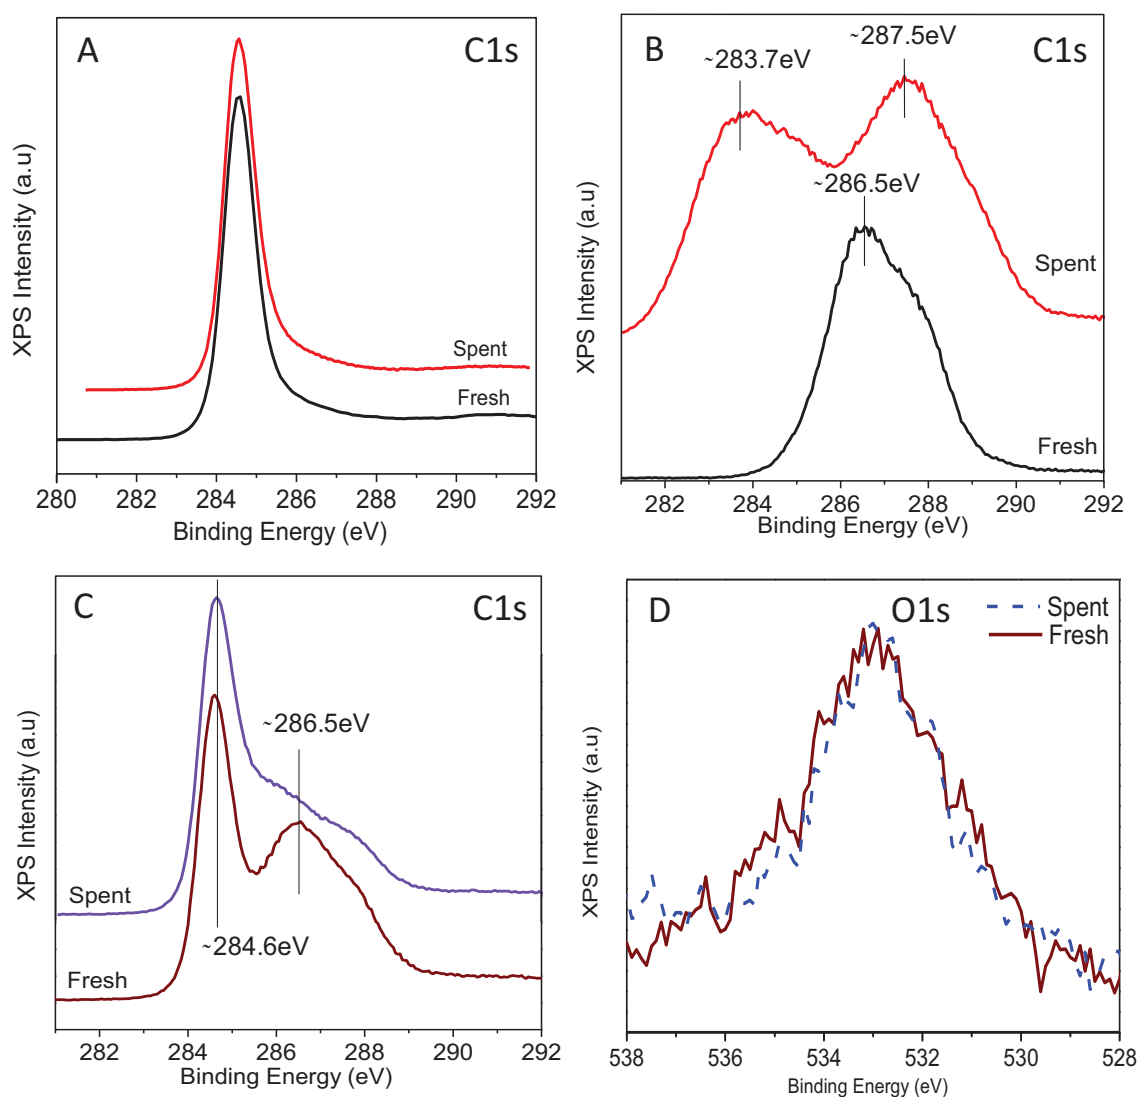 A
C1s
XPS Intensity (a.u)
Spent
Fresh
280 282 284 286 288 290 292
Binding Energy (eV)
B
C1s
~283.7eV
~287.5eV
~286.5eV
XPS Intensity (a.u)
Spent
Fresh
282 284 286 288 290 292
Binding Energy (eV)
C
C1s
~286.5eV
XPS Intensity (a.u)
Spent
~284.6eV
Fresh
282 284 286 288 290 292
Binding Energy (eV)
D
O1s
Spent
Fresh
XPS Intensity (a.u)
538 536 534 532 530 528
Binding Energy (eV)